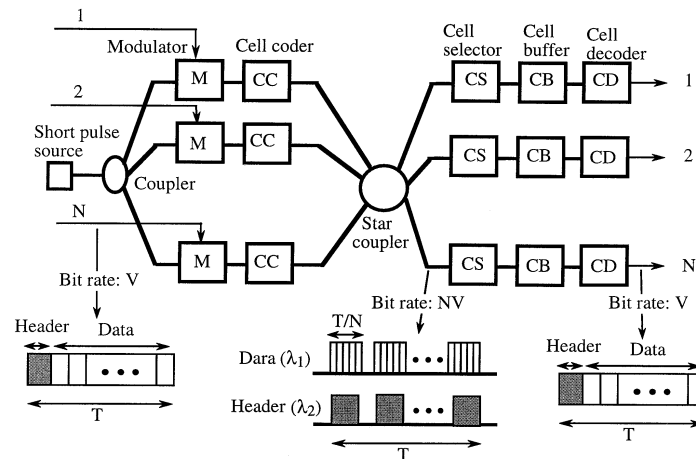 1
Modulator
Cell coder
Cell selector
Cell buffer
Cell decoder
M
CC
CS
CB
CD
1
2
Short pulse source
M
CC
Coupler
CS
CB
CD
2
N
Star coupler
M
CC
CS
CB
CD
N
Bit rate: V
Bit rate: NV
Bit rate: V
Header
Data
T
T/N
Dara (λ1)
Header (λ2)
T
Header
Data
T